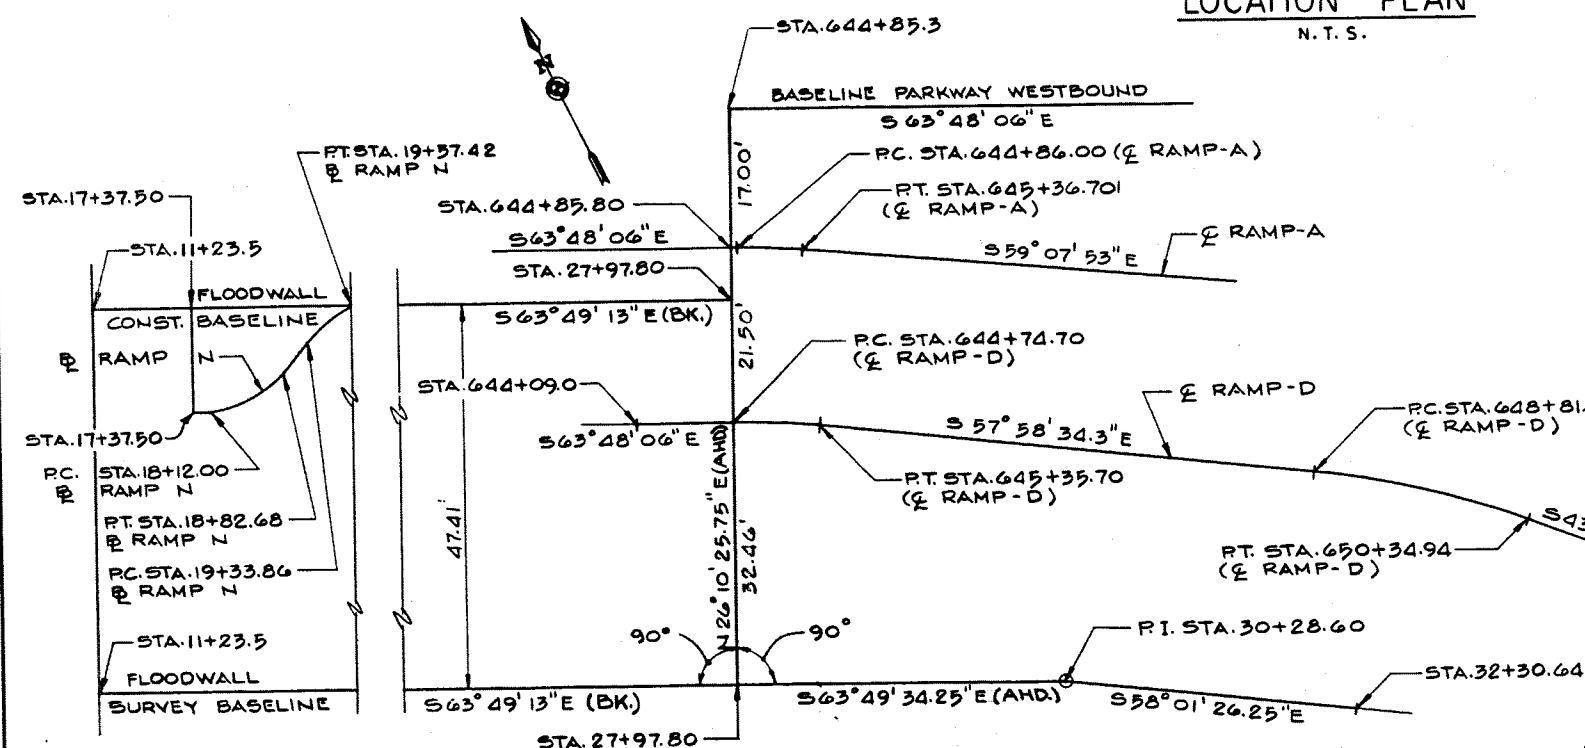 LOCATION PLAN
N.T.S.
STA.644+85.3
N
BASELINE PARKWAY WESTBOUND
S 63°48'06"E
P.T. STA. 19+57.42
℄ RAMP N
17.00'
P.C. STA.644+86.00 (℄ RAMP-A)
STA.17+37.50
P.T. STA.645+36.701
(℄ RAMP-A)
STA.644+85.80
S63°48'06"E
℄ RAMP-A
STA.11+23.5
S59°07'53"E
STA. 27+97.80
FLOODWALL
CONST. BASELINE
S63°49'13"E (BK.)
21.50'
P.C. STA.644+74.70
(℄ RAMP-D)
RAMP N
STA.644+09.0
℄ RAMP-D
P.C. STA.648+81.
(℄ RAMP-D)
STA.17+37.50
S63°48'06"E
S 57°58'34.3"E
P.C. STA.18+12.00
RAMP N
P.T. STA.645+35.70
(℄ RAMP-D)
P.T. STA.18+82.68
RAMP N
47.41'
N 26°10'25.75"E (AHD)
32.46'
S43
P.T. STA.650+34.94
(℄ RAMP-D)
P.C. STA.19+33.86
RAMP N
STA.11+23.5
90°
90°
P.I. STA.30+28.60
FLOODWALL
SURVEY BASELINE
S63°49'13"E (BK.)
S63°49'34.25"E (AHD.)
S58°01'26.25"E
STA.32+30.64
STA. 27+97.80